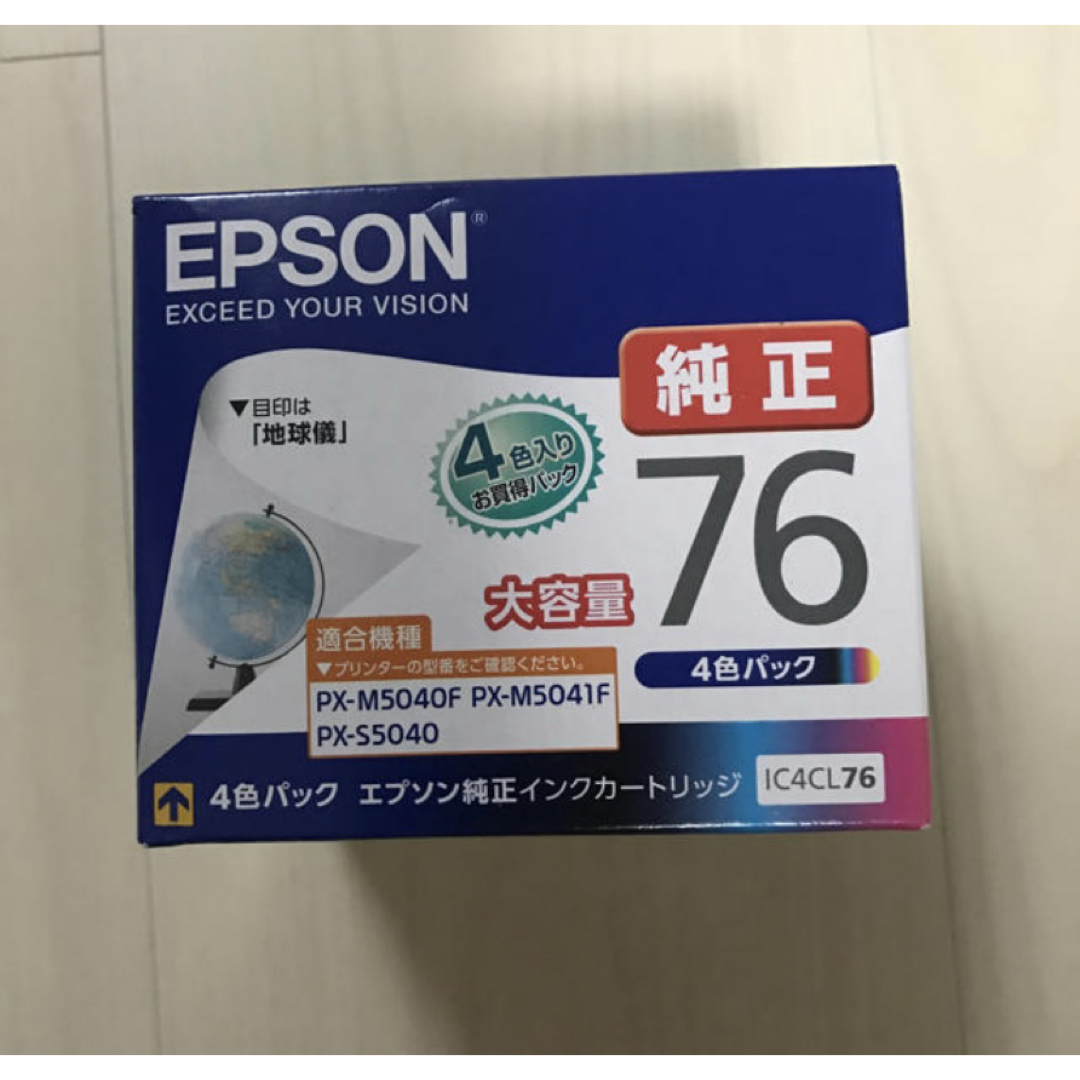 EPSON®
EXCEED YOUR VISION
純正
▼目印は
「地球儀」
4色入り
お買得パック
76
大容量
4色パック
適合機種
▼プリンターの型番をご確認ください。
PX-M5040F PX-M5041F
PX-S5040
4色パック エプソン純正インクカートリッジ IC4CL76